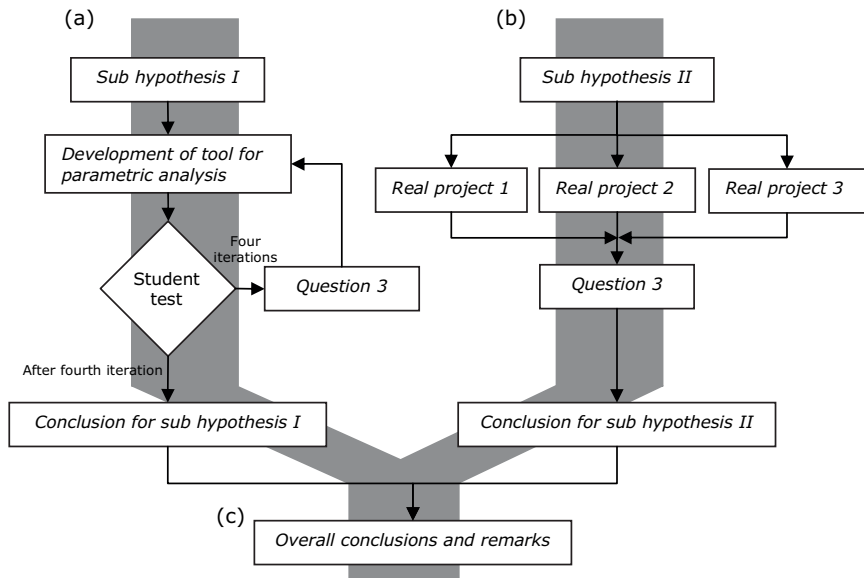 (a)
Sub hypothesis I
Development of tool for
parametric analysis
Four
iterations
Student
test
Question 3
After fourth iteration
Conclusion for sub hypothesis I
(b)
Sub hypothesis II
Real project 1
Real project 2
Real project 3
Question 3
Conclusion for sub hypothesis II
(c)
Overall conclusions and remarks